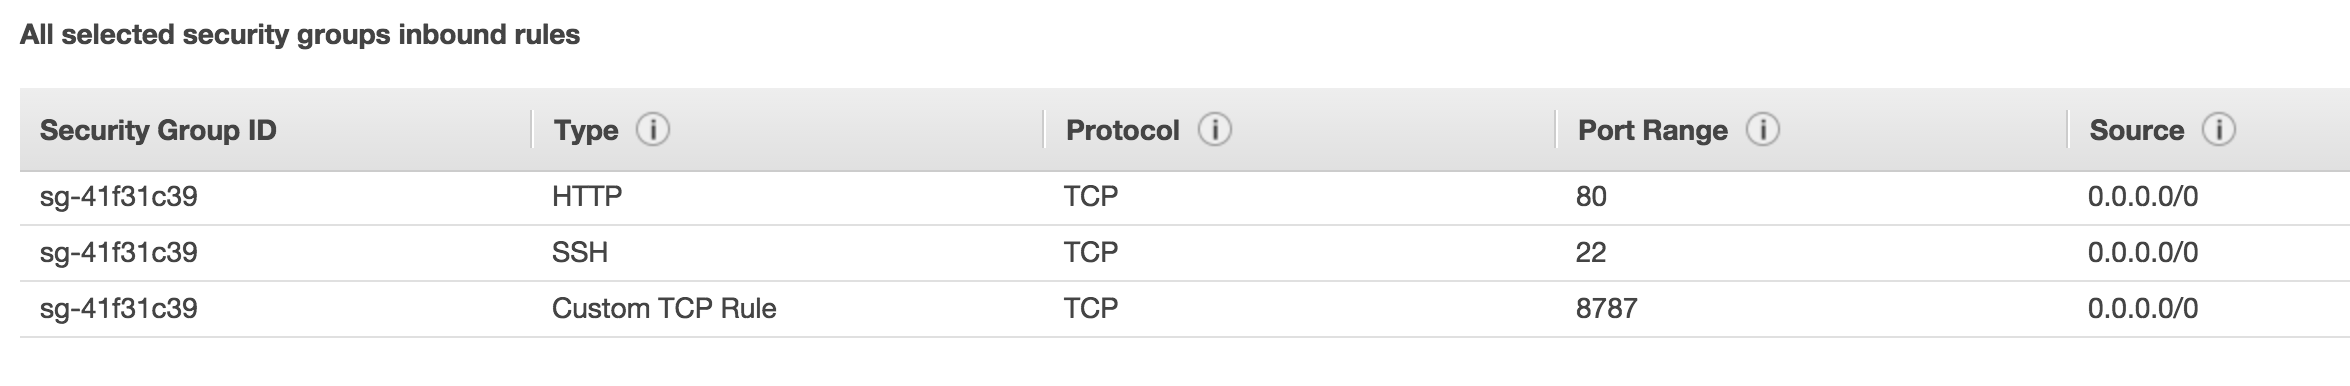 All selected security groups inbound rules
Security Group ID Type Protocol Port Range Source
sg-41f31c39 HTTP TCP 80 0.0.0.0/0
sg-41f31c39 SSH TCP 22 0.0.0.0/0
sg-41f31c39 Custom TCP Rule TCP 8787 0.0.0.0/0